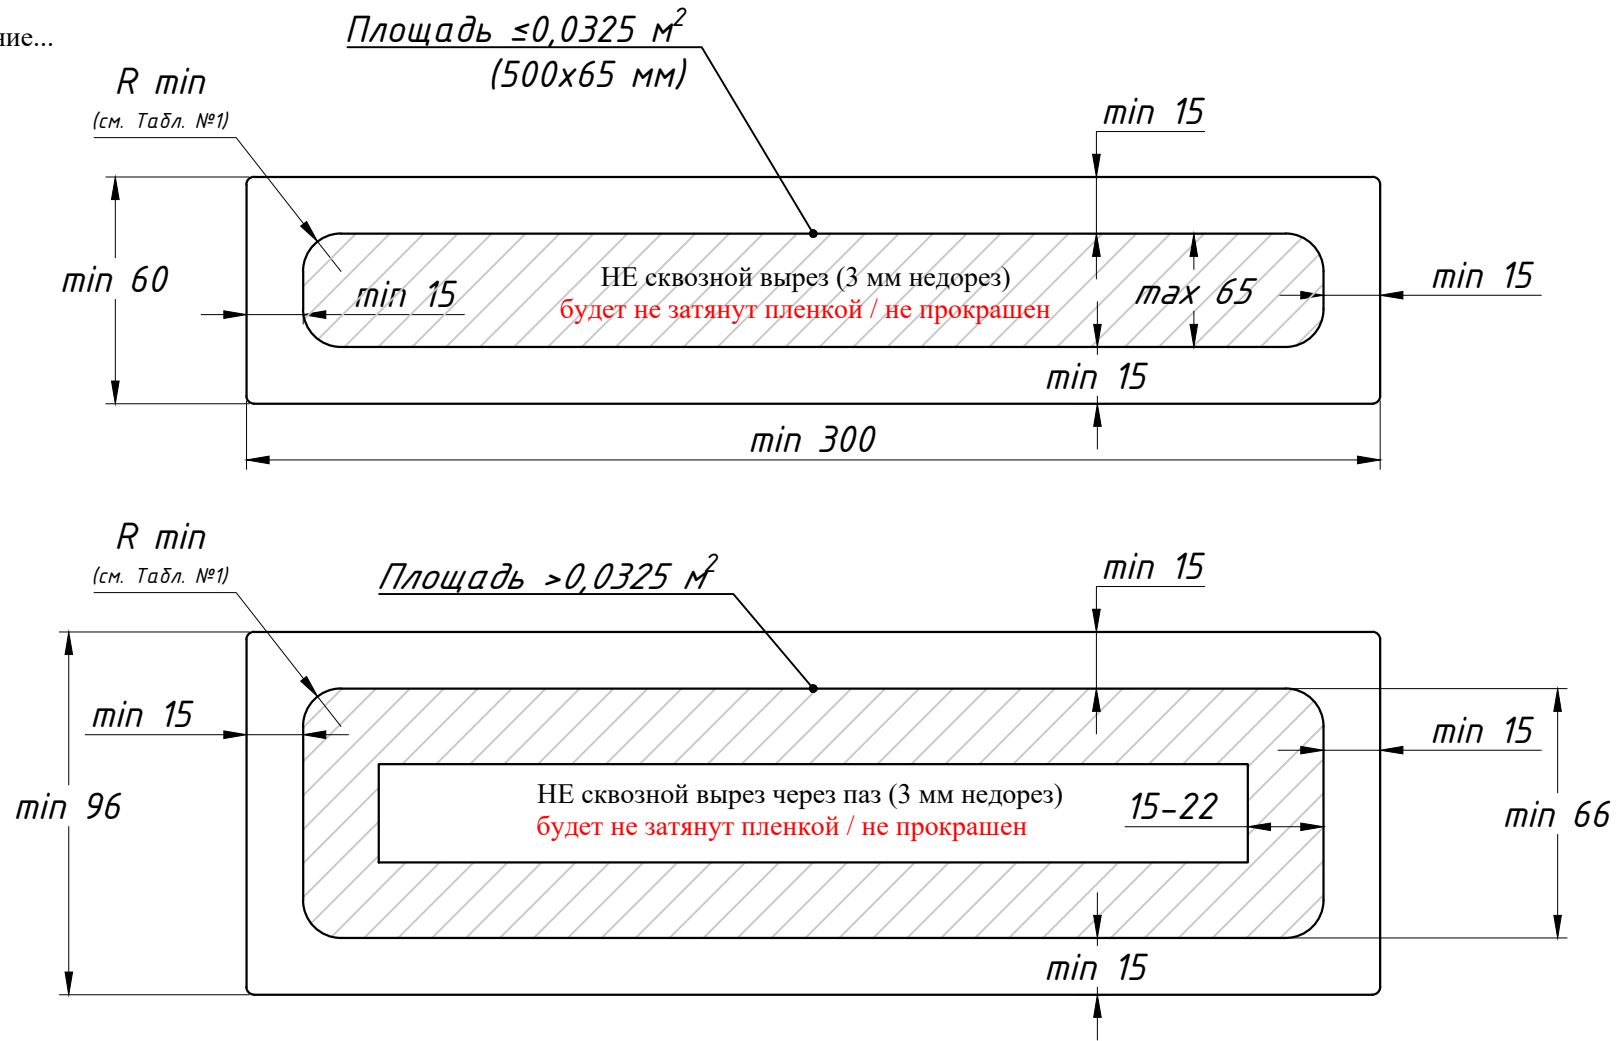 ние...
Площадь ≤0,0325 м²
(500х65 мм)
R min
(см. Табл. №1)
min 15
min 60
min 15
НЕ сквозной вырез (3 мм недорез)
будет не затянут пленкой / не прокрашен
max 65
min 15
min 15
min 300
R min
(см. Табл. №1)
Площадь >0,0325 м²
min 15
min 15
min 15
min 96
НЕ сквозной вырез через паз (3 мм недорез)
будет не затянут пленкой / не прокрашен
15-22
min 66
min 15